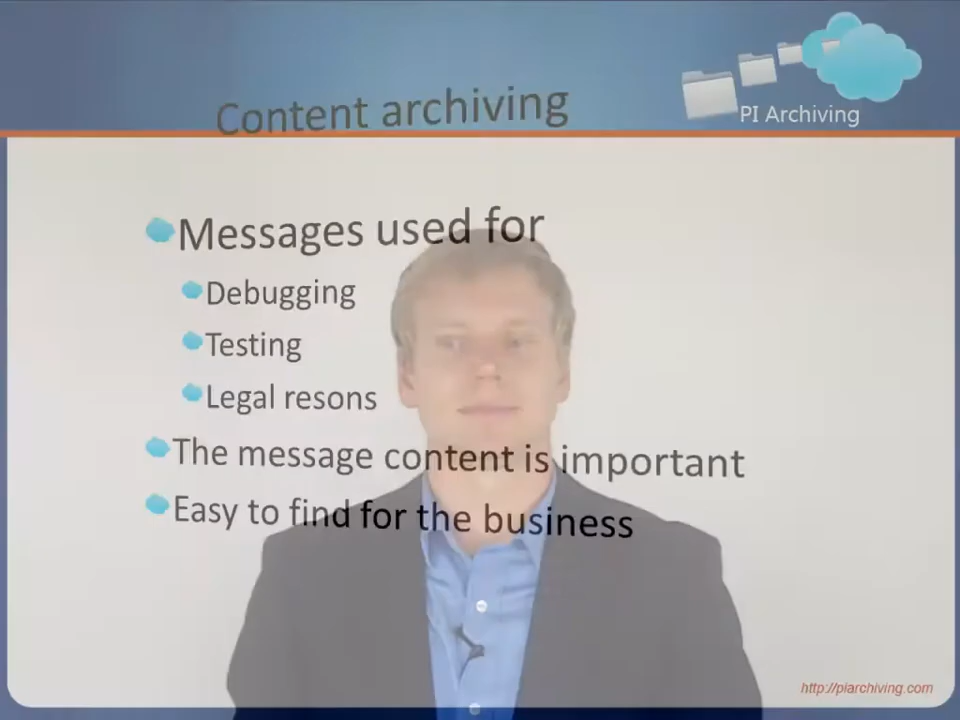 PI Archiving
Content archiving
Messages used for
Debugging
Testing
Legal resons
The message content is important
Easy to find for the business
http://piarchiving.com